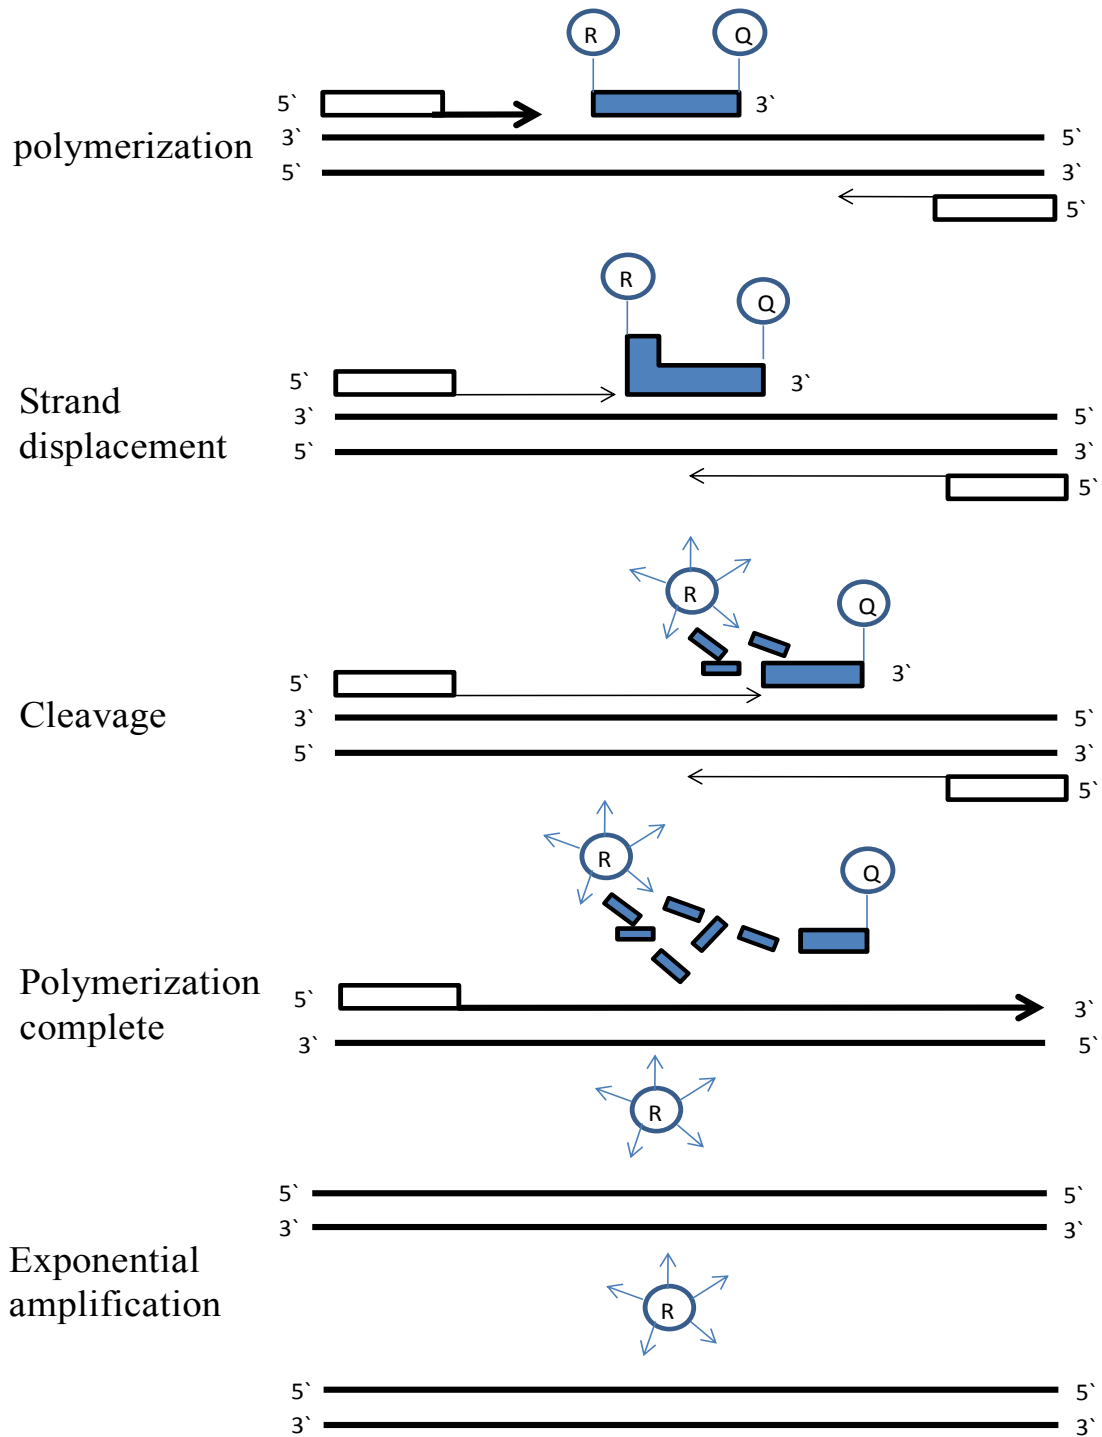 R Q
5` 3`
polymerization
3` 5`
5` 3`
5`
R Q
5` 3`
Strand
displacement
3` 5`
5` 3`
5`
R Q
5` 3`
Cleavage
3` 5`
5` 3`
5`
R Q
Polymerization
complete
5` 3`
3` 5`
R
5` 5`
3` 3`
Exponential
amplification
R
5` 5`
3` 3`